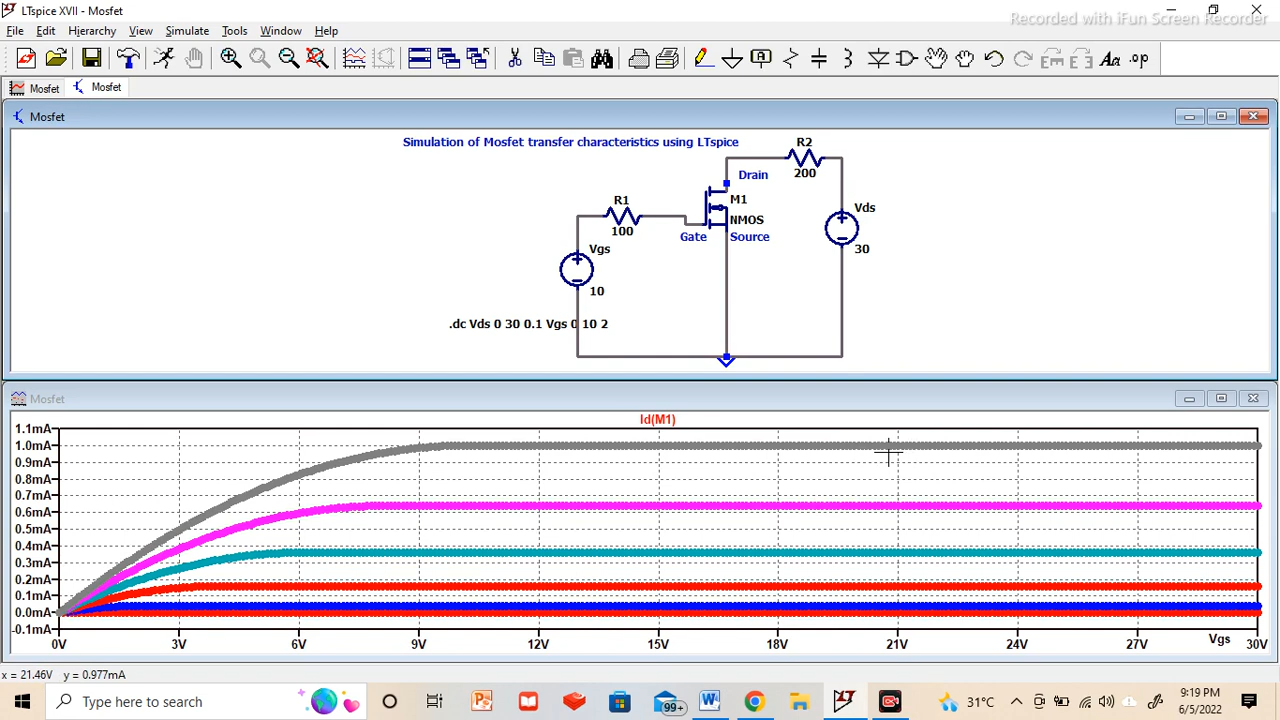 LTspice XVII - Mosfet
Recorded with iFun Screen Recorder
File Edit Hierarchy View Simulate Tools Window Help
A Aa .op
Mosfet Mosfet
Mosfet
Simulation of Mosfet transfer characteristics using LTspice
R2
200
Drain
R1
100
M1
NMOS
Gate Source
Vds
30
Vgs
10
.dc Vds 0 30 0.1 Vgs 0 10 2
Mosfet
Id(M1)
1.1mA
1.0mA
0.9mA
0.8mA
0.7mA
0.6mA
0.5mA
0.4mA
0.3mA
0.2mA
0.1mA
0.0mA
-0.1mA
0V 3V 6V 9V 12V 15V 18V 21V 24V 27V 30V
Vgs
x = 21.46V y = 0.977mA
Type here to search
99+
31°C
9:19 PM
6/5/2022